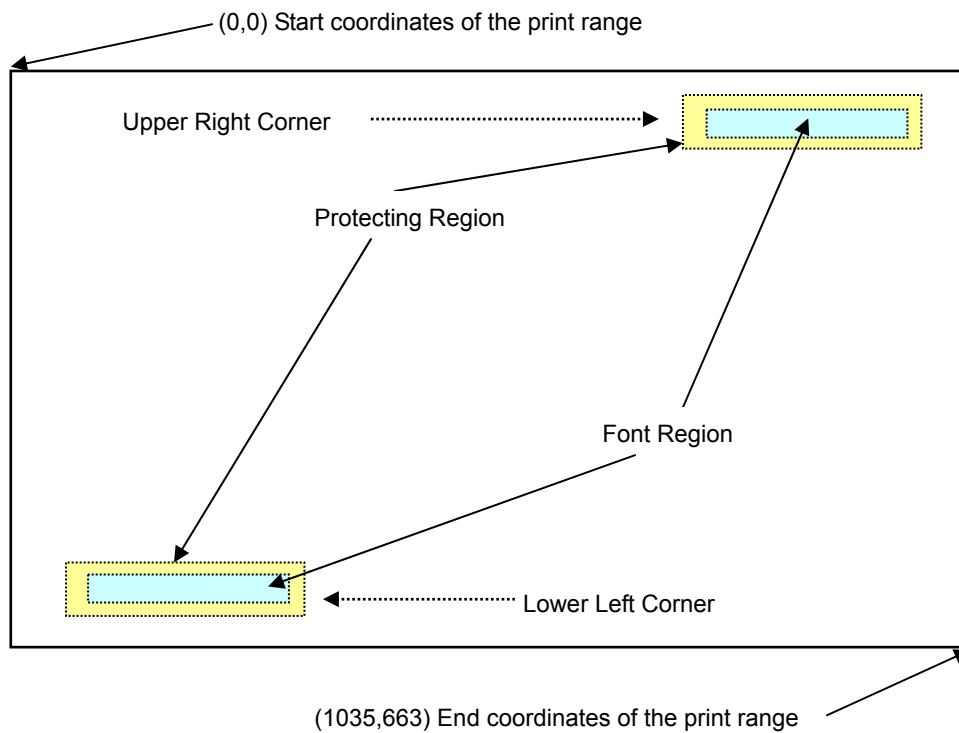 (0,0) Start coordinates of the print range
Upper Right Corner
Protecting Region
Font Region
Lower Left Corner
(1035,663) End coordinates of the print range